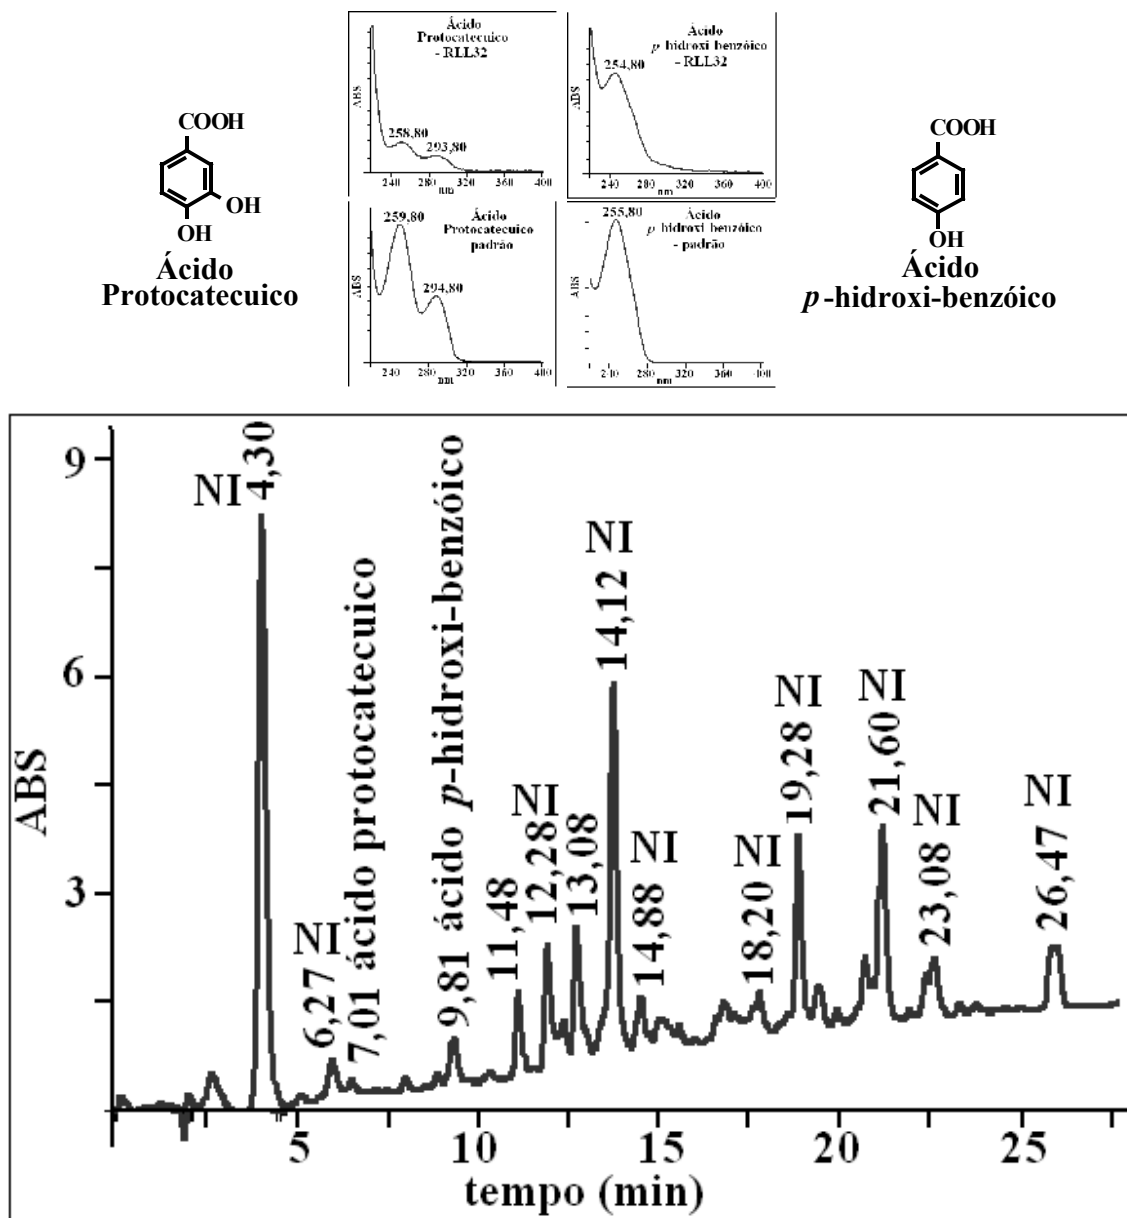 COOH
OH
OH
Ácido
Protocatecuico
Ácido
Protocatecuico
- RLL32
258,80
293,80
ABS
240 280 320 360 400
nm
Ácido
p hidroxi benzóico
- RLL32
254,80
ABS
240 280 320 360 400
nm
Ácido
Protocatecuico
padrão
259,80
294,80
ABS
240 280 320 360 400
nm
Ácido
p hidroxi benzóico
- padrão
255,80
ABS
240 280 320 360 400
nm
COOH
OH
Ácido
p-hidroxi-benzóico
ABS
9
6
3
NI 4,30
NI
6,27
7,01 ácido protocatecuico
9,81 ácido p-hidroxi-benzóico
11,48
NI
12,28
13,08
NI
14,12
NI
14,88
NI
18,20
NI
19,28
NI
21,60
NI
23,08
NI
26,47
5 10 15 20 25
tempo (min)